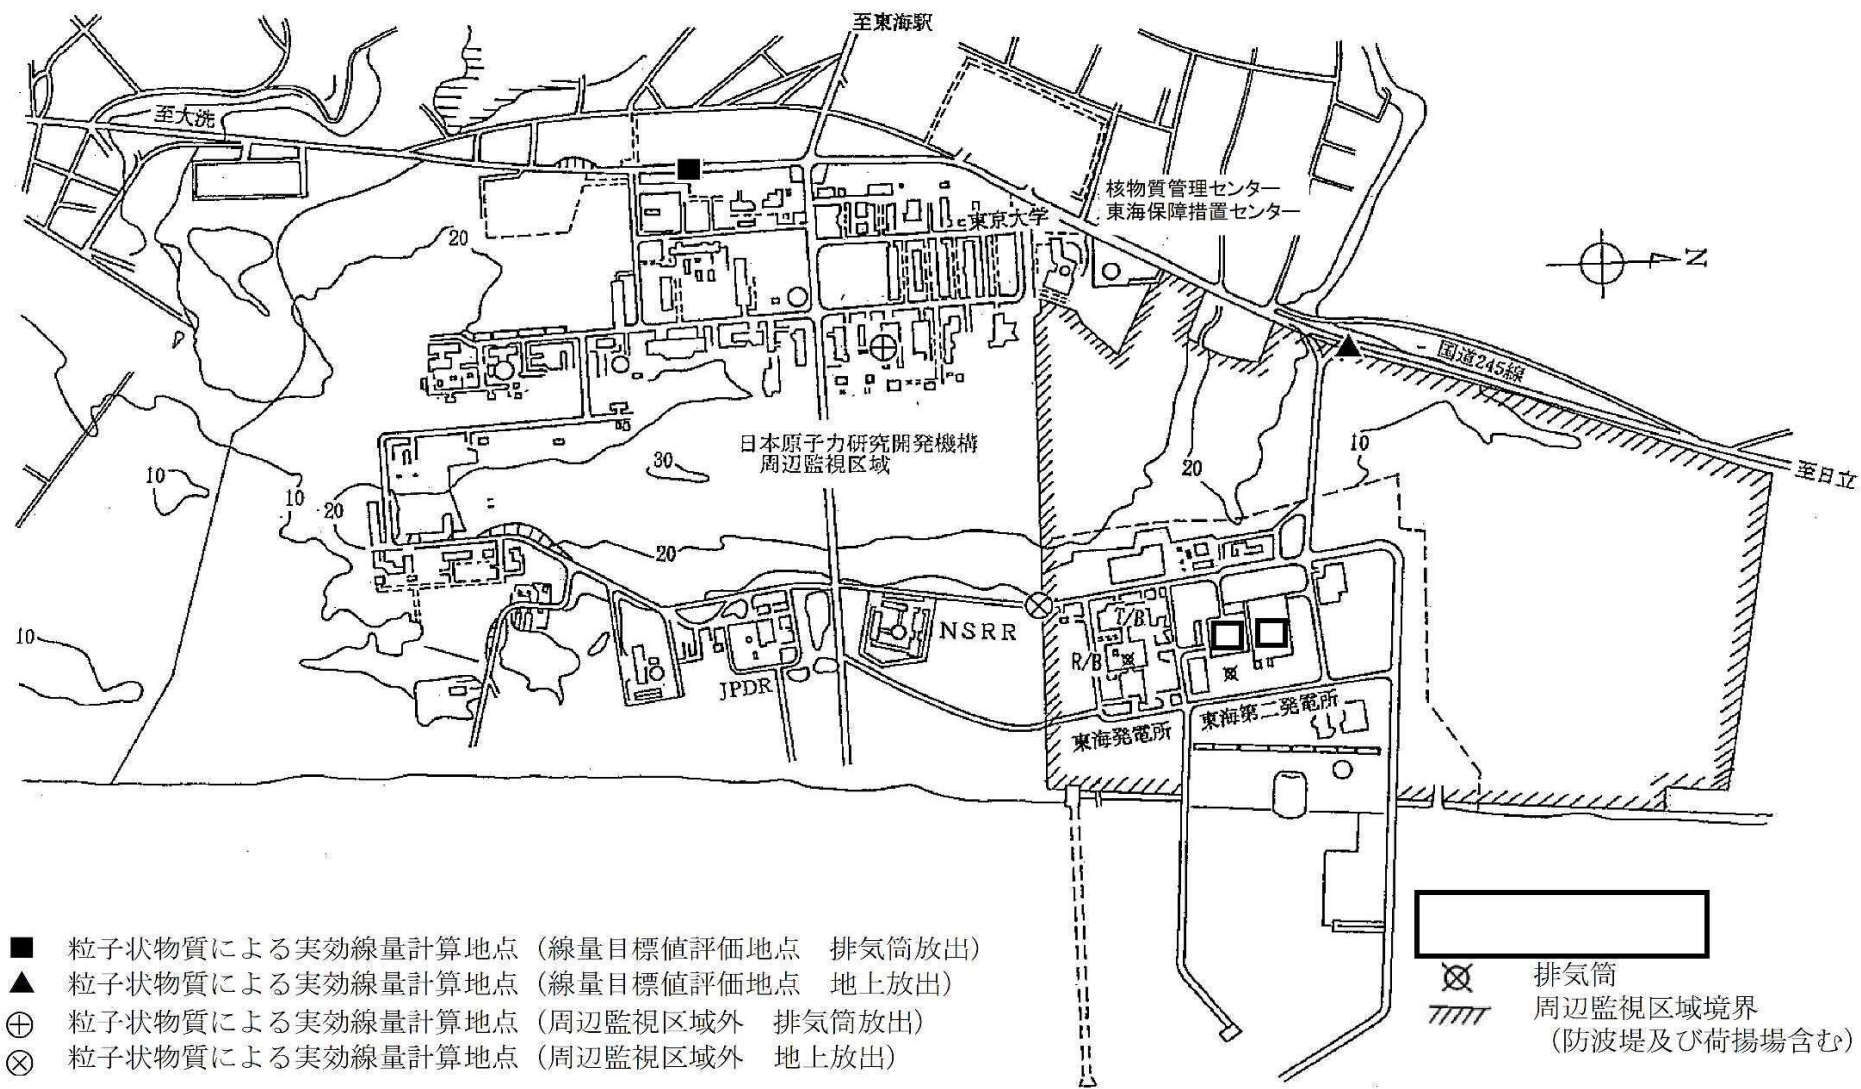 至東海駅
至大洗
核物質管理センター
東海保障措置センター
東京大学
20
N
国道245線
日本原子力研究開発機構
周辺監視区域
10
30
20
10
至日立
10
10
20
20
NSRR
T/B
R/B
10
JPDR
東海第二発電所
東海発電所
■ 粒子状物質による実効線量計算地点（線量目標値評価地点　排気筒放出）
▲ 粒子状物質による実効線量計算地点（線量目標値評価地点　地上放出）
⊕ 粒子状物質による実効線量計算地点（周辺監視区域外　排気筒放出）
⊗ 粒子状物質による実効線量計算地点（周辺監視区域外　地上放出）
排気筒
周辺監視区域境界
（防波堤及び荷揚場含む）